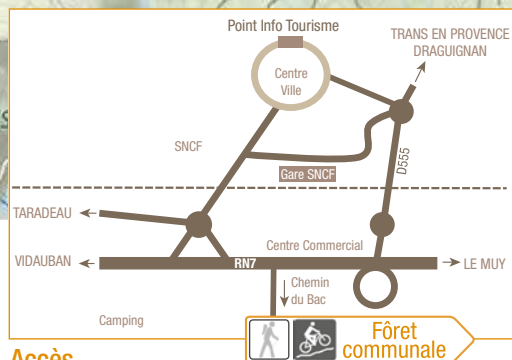 Point Info Tourisme
TRANS EN PROVENCE
DRAGUIGNAN
Centre
Ville
SNCF
D555
Gare SNCF
TARADEAU
Centre Commercial
VIDAUBAN
RN7
LE MUY
Chemin
du Bac
Camping
Fôret
communale
Accès